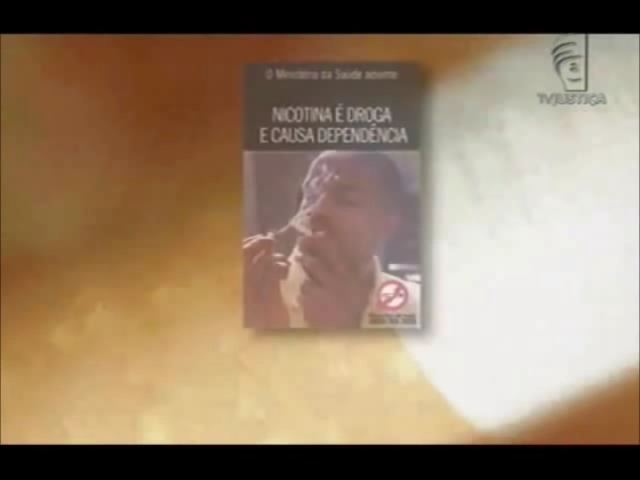 O Ministério da Saúde adverte
NICOTINA É DROGA
E CAUSA DEPENDÊNCIA
TVJUSTIÇA